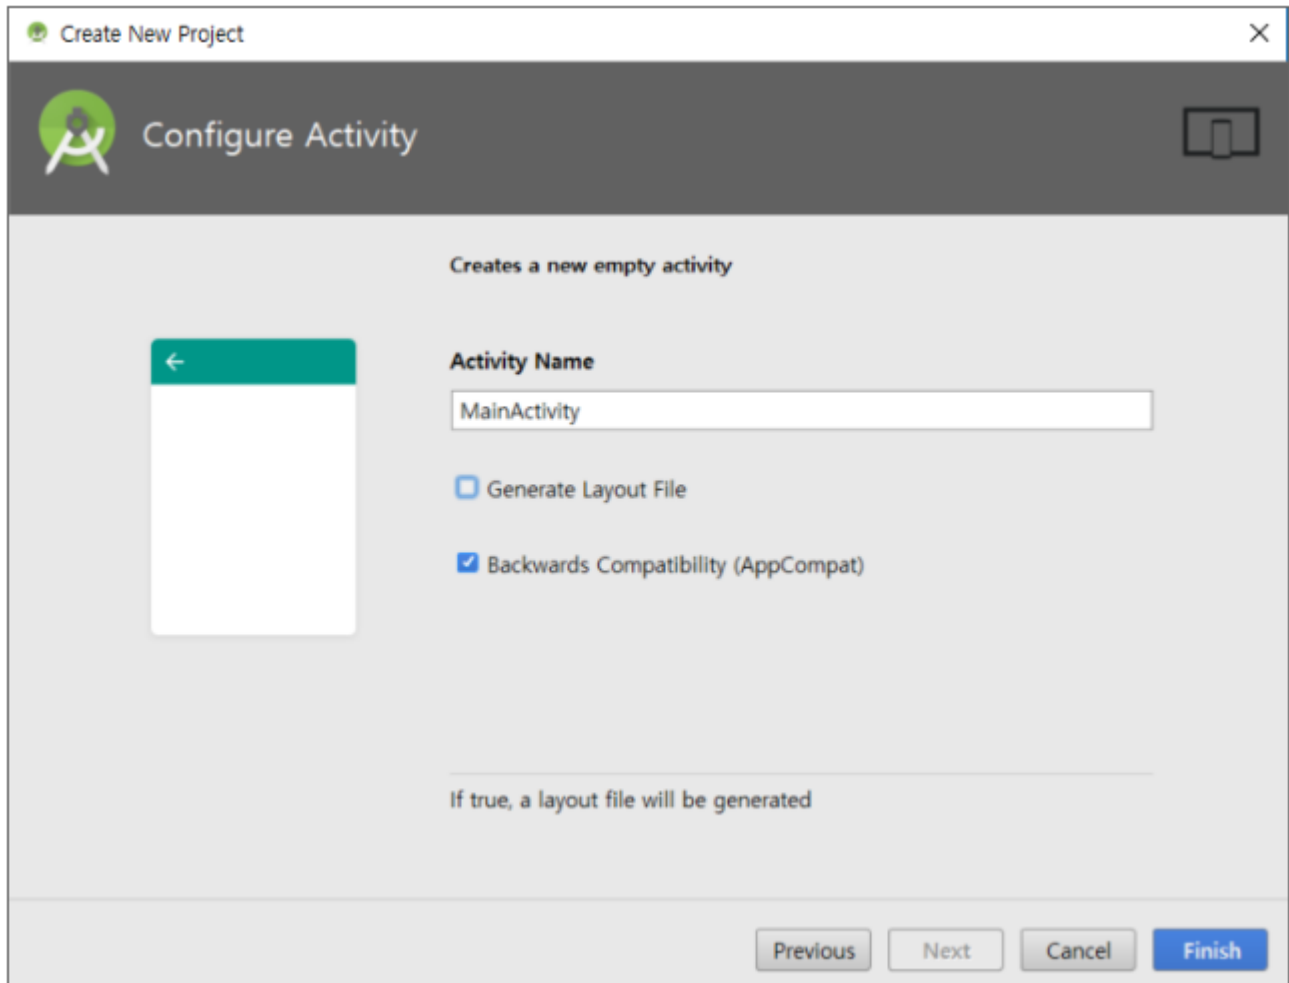 Create New Project
Configure Activity
Creates a new empty activity
Activity Name
MainActivity
Generate Layout File
Backwards Compatibility (AppCompat)
If true, a layout file will be generated
Previous
Next
Cancel
Finish